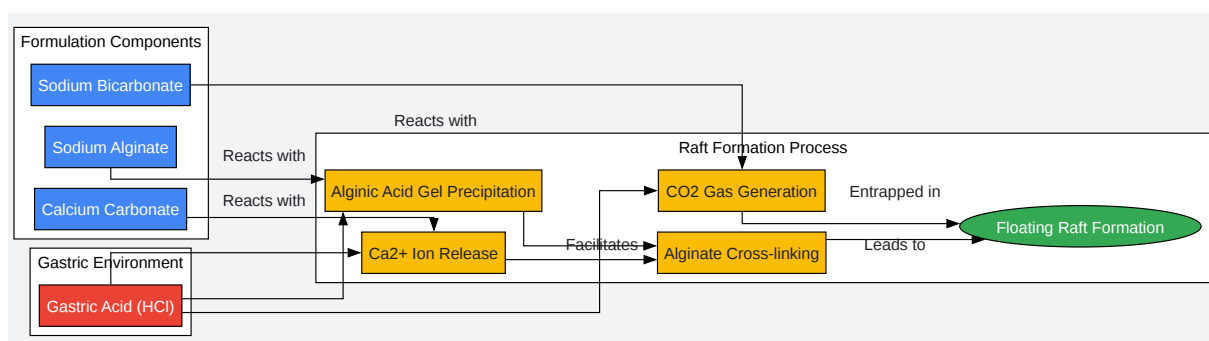 Formulation Components
Sodium Bicarbonate
Sodium Alginate
Calcium Carbonate
Gastric Environment
Gastric Acid (HCl)
Reacts with
Reacts with
Reacts with
Raft Formation Process
Alginic Acid Gel Precipitation
CO2 Gas Generation
Entrapped in
Floating Raft Formation
Ca2+ Ion Release
Facilitates
Alginate Cross-linking
Leads to